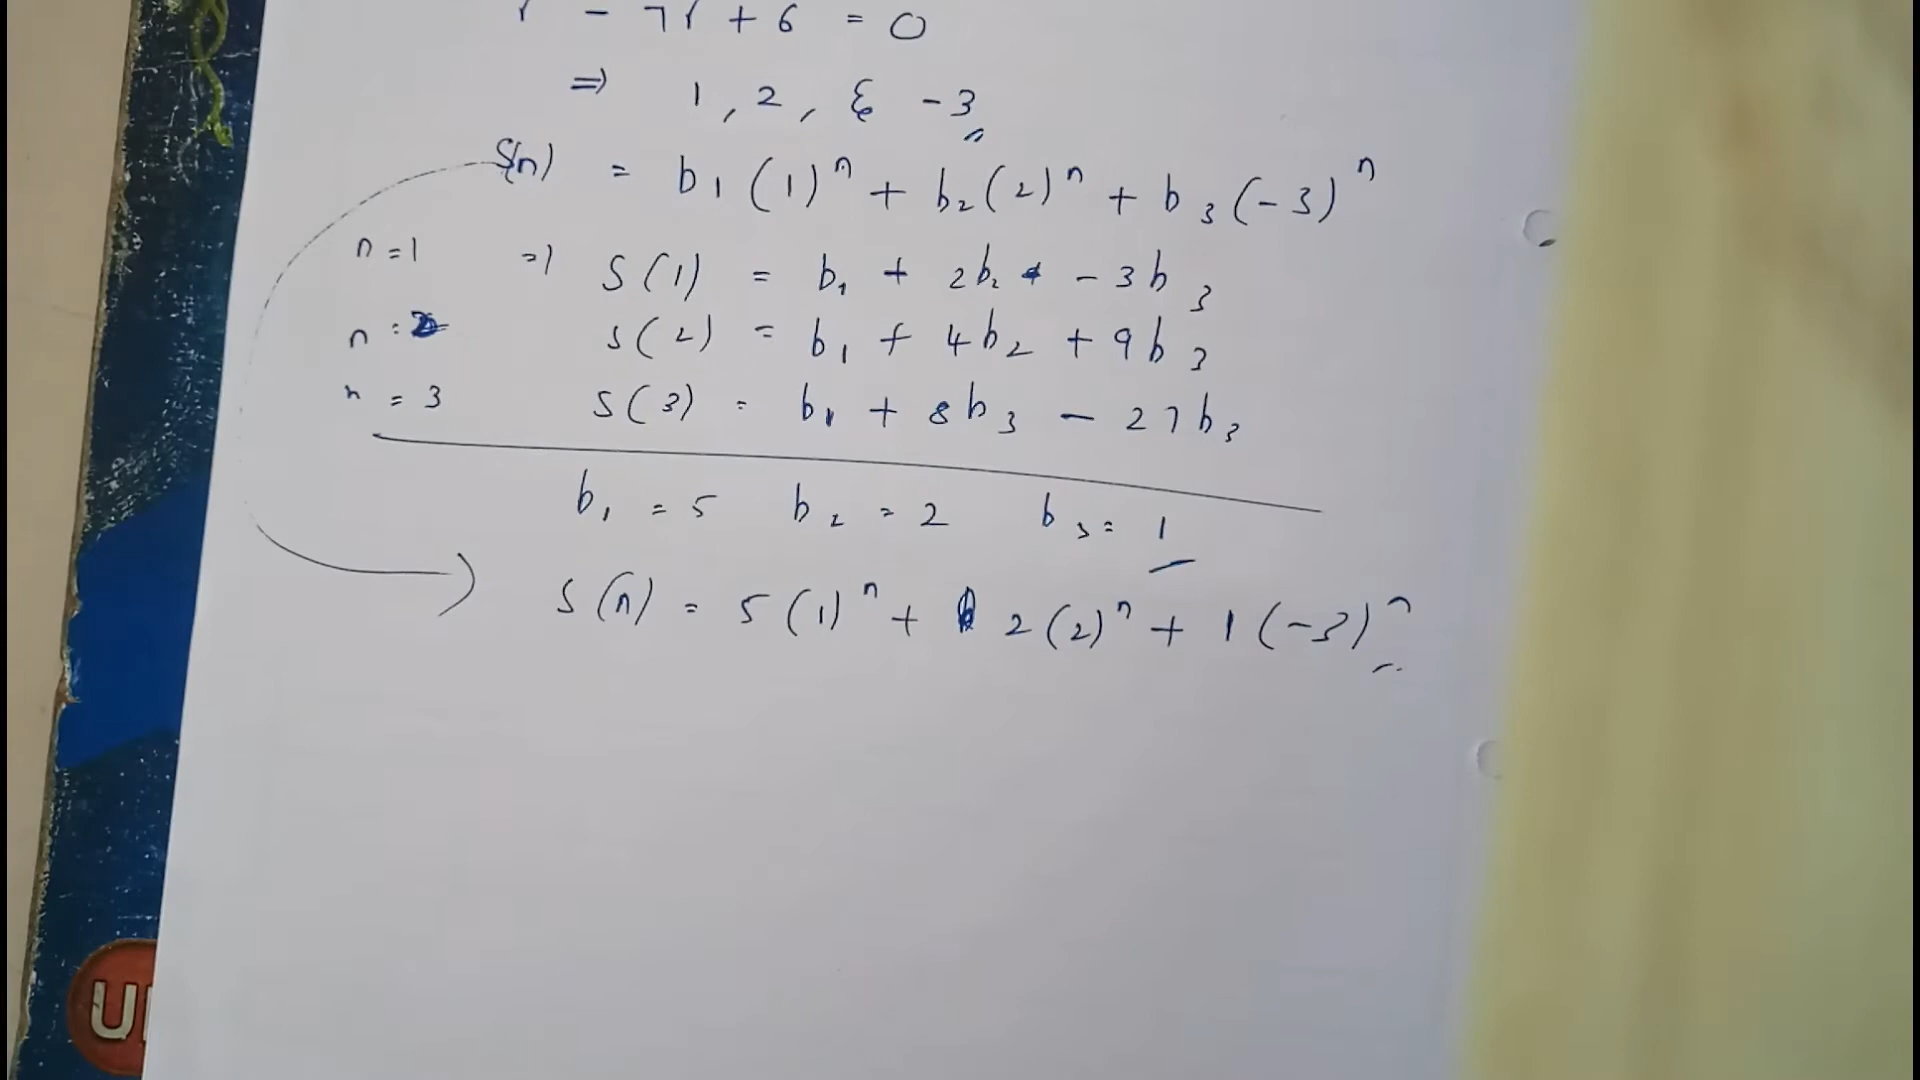 r - 7r + 6 = 0
⇒ 1, 2, & -3
S(n) = b₁(1)ⁿ + b₂(2)ⁿ + b₃(-3)ⁿ
n = 1 ⇒ S(1) = b₁ + 2b₂ - 3b₃
n = 2 S(2) = b₁ + 4b₂ + 9b₃
n = 3 S(3) = b₁ + 8b₃ - 27b₃
b₁ = 5 b₂ = 2 b₃ = 1
S(n) = 5(1)ⁿ + 2(2)ⁿ + 1(-3)ⁿ